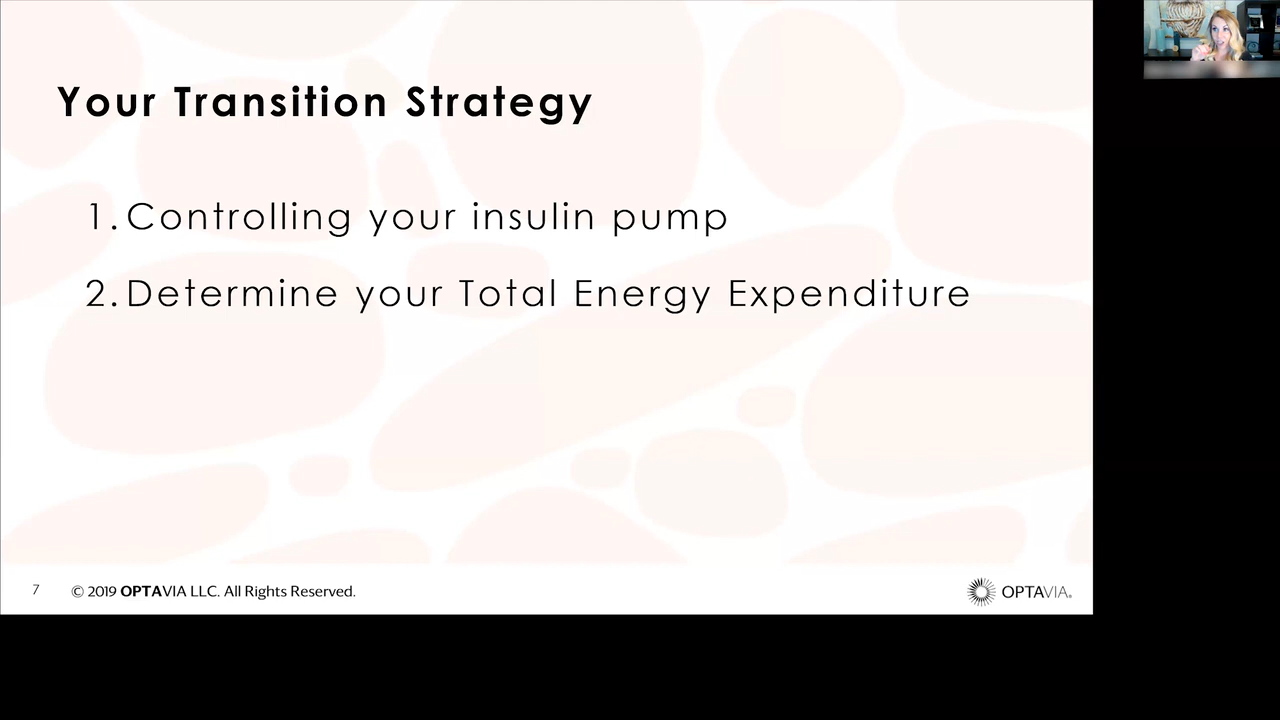 Your Transition Strategy
1. Controlling your insulin pump
2. Determine your Total Energy Expenditure
7 © 2019 OPTAVIA LLC. All Rights Reserved.
OPTAVIA®